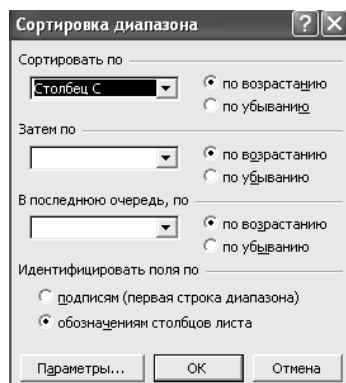 Сортировка диапазона
Сортировать по
Столбец C
по возрастанию
по убыванию
Затем по
по возрастанию
по убыванию
В последнюю очередь, по
по возрастанию
по убыванию
Идентифицировать поля по
подписям (первая строка диапазона)
обозначениям столбцов листа
Параметры... ОК Отмена